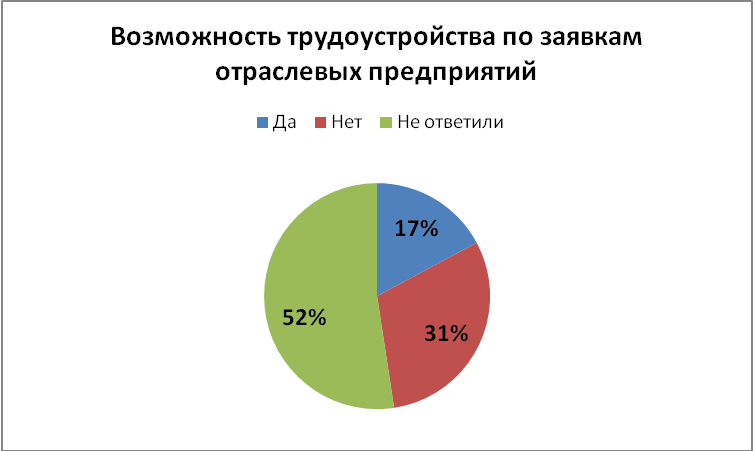 Возможность трудоустройства по заявкам
отраслевых предприятий
Да Нет Не ответили
17%
31%
52%